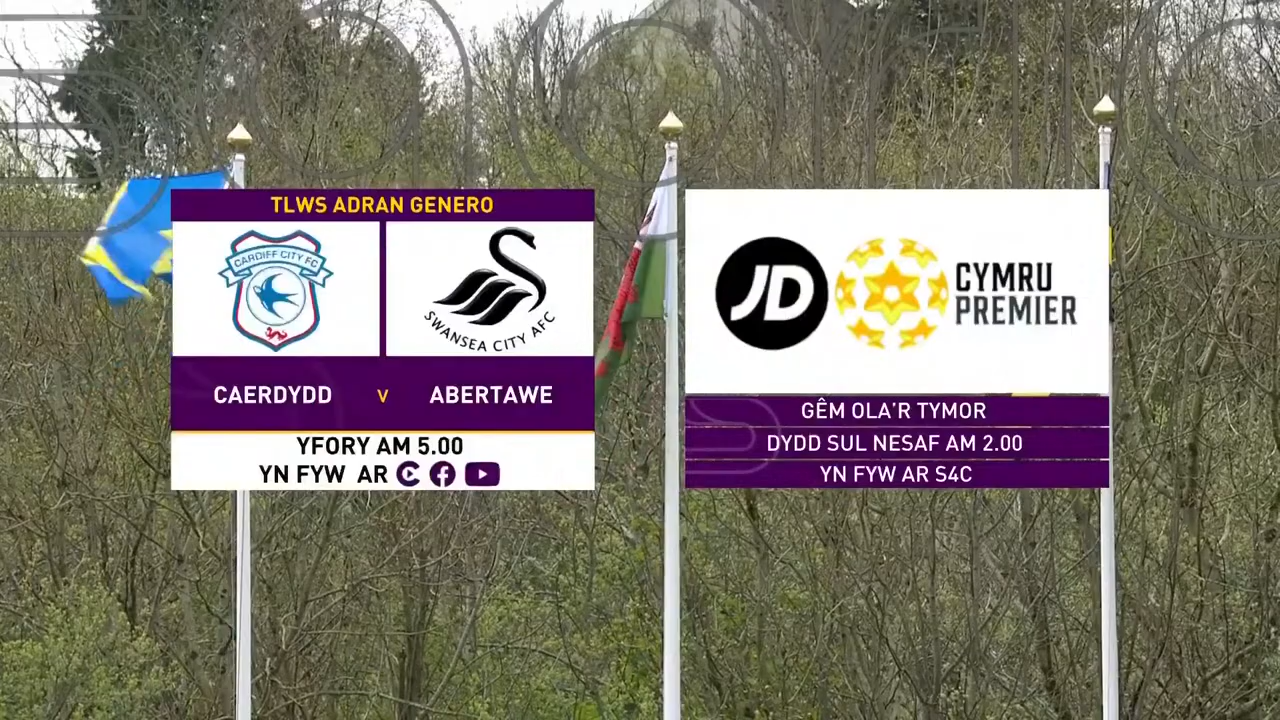 TLWS ADRAN GENERO
CARDIFF CITY FC
SWANSEA CITY AFC
CAERDYDD v ABERTAWE
YFORY AM 5.00
YN FYW AR
JD
CYMRU
PREMIER
GÊM OLA'R TYMOR
DYDD SUL NESAF AM 2.00
YN FYW AR S4C